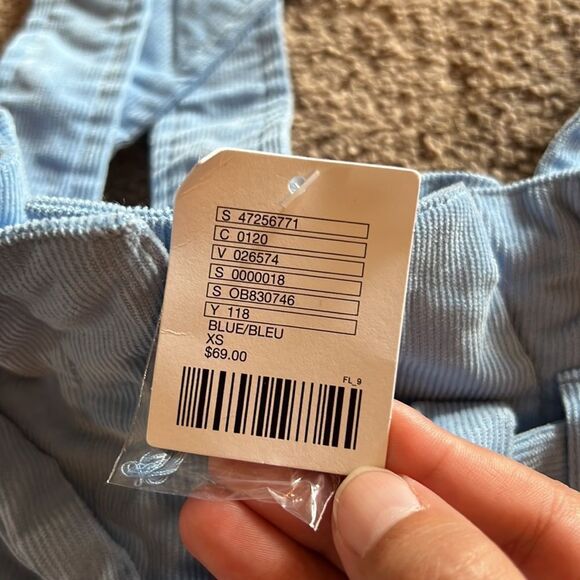 S 47256771
C 0120
V 026574
S 0000018
S OB830746
Y 118
BLUE/BLEU
XS
$69.00
FL_9